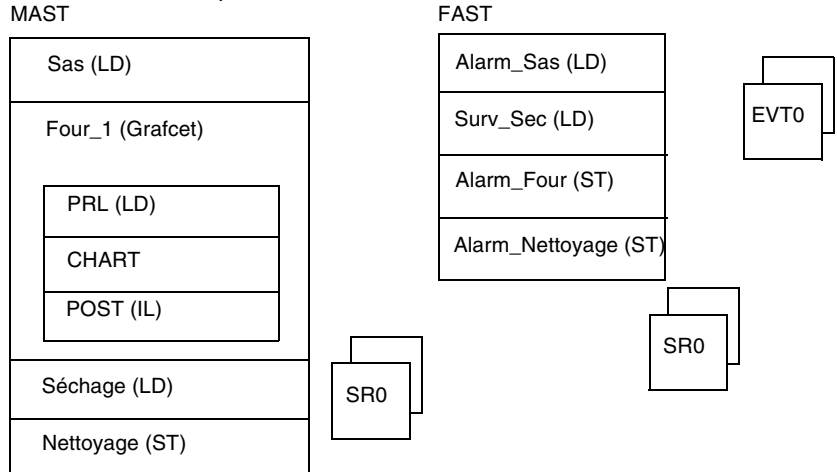 MAST
Sas (LD)
Four_1 (Grafcet)
PRL (LD)
CHART
POST (IL)
Séchage (LD)
Nettoyage (ST)
SR0
FAST
Alarm_Sas (LD)
Surv_Sec (LD)
Alarm_Four (ST)
Alarm_Nettoyage (ST)
SR0
EVT0